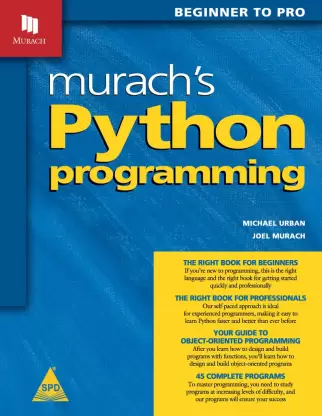 BEGINNER TO PRO
MURACH
murach's
Python
programming
MICHAEL URBAN
JOEL MURACH
THE RIGHT BOOK FOR BEGINNERS
If you're new to programming, this is the right
language and the right book for getting started
quickly and professionally
THE RIGHT BOOK FOR PROFESSIONALS
Our self-paced approach is ideal
for experienced programmers, making it easy to
learn Python faster and better than ever before
YOUR GUIDE TO
OBJECT-ORIENTED PROGRAMMING
After you learn how to design and build
programs with functions, you'll learn how to
design and build object-oriented programs
45 COMPLETE PROGRAMS
To master programming, you need to study
programs at increasing levels of difficulty, and
our programs will ensure your success
SPD